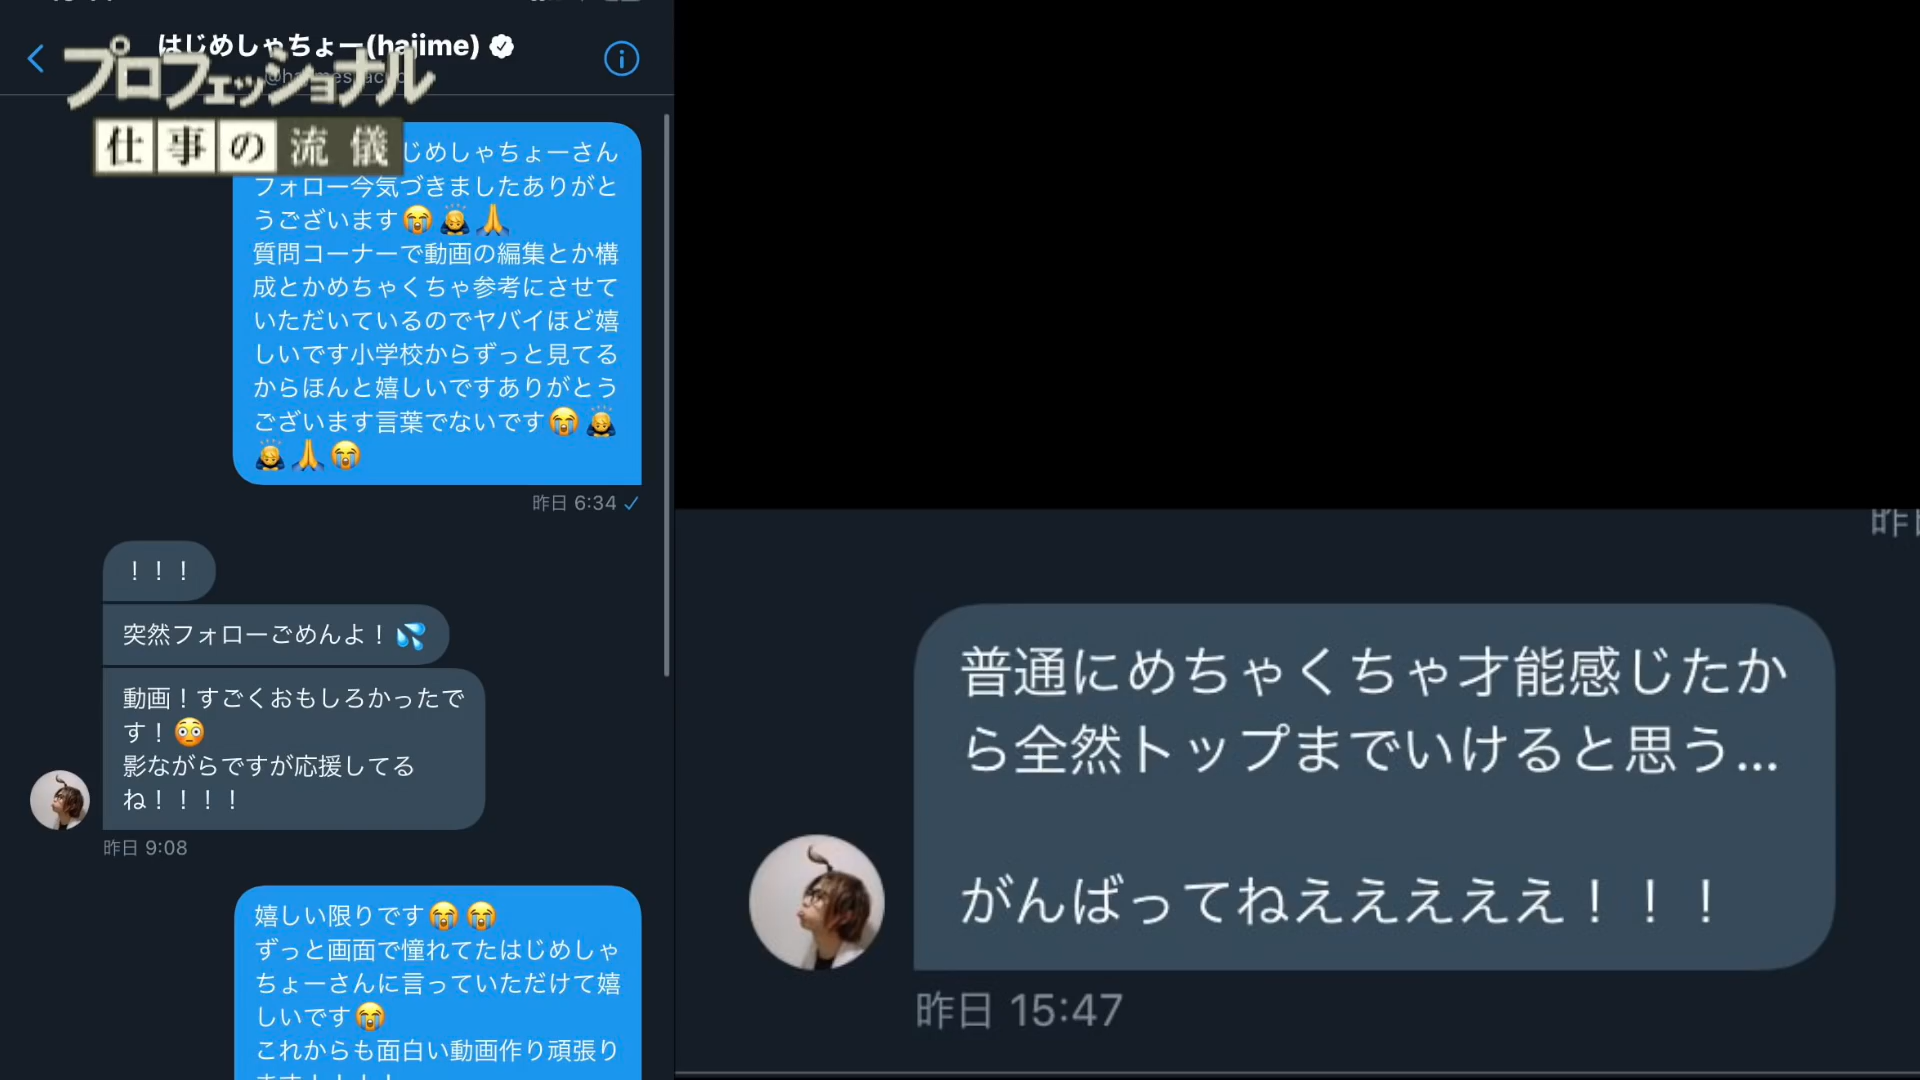 はじめしゃちょー(hajime)
プロフェッショナル
仕事の流儀
じめしゃちょーさん
フォロー今気づきましたありがと
うございます😭🙇🙏
質問コーナーで動画の編集とか構
成とかめちゃくちゃ参考にさせて
いただいているのでヤバイほど嬉
しいです小学校からずっと見てる
からほんと嬉しいですありがとう
ございます言葉でないです😭🙇
🙇🙏😭
昨日 6:34
！！！
突然フォローごめんよ！💦
動画！すごくおもしろかったで
す！😳
影ながらですが応援してる
ね！！！！
昨日 9:08
嬉しい限りです😭😭
ずっと画面で憧れてたはじめしゃ
ちょーさんに言っていただけて嬉
しいです😭
これからも面白い動画作り頑張り
普通にめちゃくちゃ才能感じたか
ら全然トップまでいけると思う...
がんばってねえええええ！！！
昨日 15:47